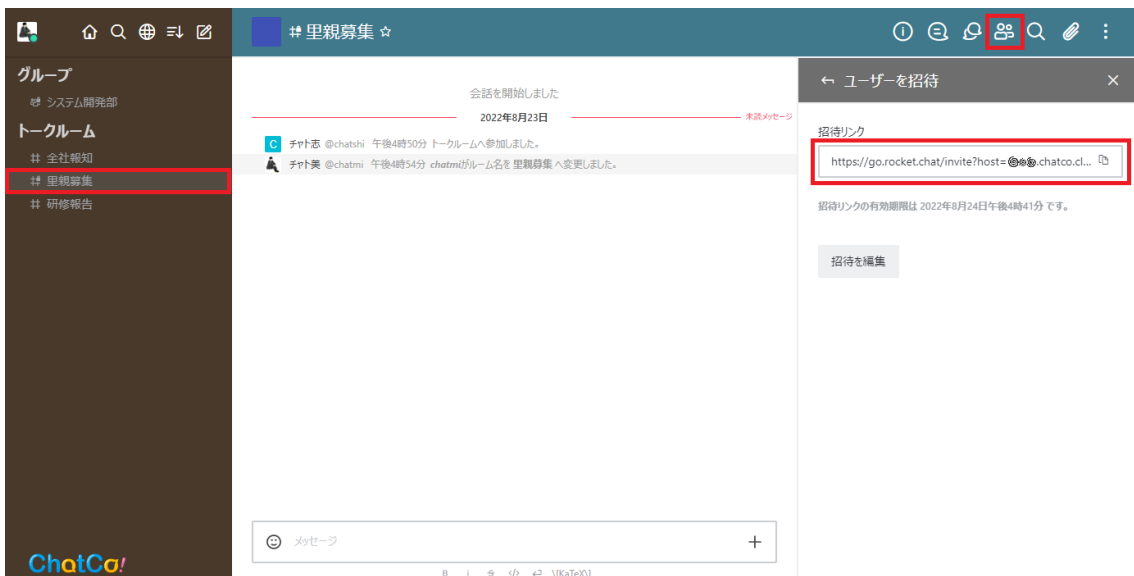 里親募集
グループ
システム開発部
トークルーム
# 全社報知
里親募集
# 研修報告
ChatCo!
会話を開始しました
2022年8月23日
未読メッセージ
C チャト志 @chatshi 午後4時50分 トークルームへ参加しました。
チャト美 @chatmi 午後4時54分 chatmiがルーム名を 里親募集 へ変更しました。
メッセージ
B i S </> \[KaTeX\]
ユーザーを招待
招待リンク
https://go.rocket.chat/invite?host= .chatco.cl...
招待リンクの有効期限は 2022年8月24日午後4時41分 です。
招待を編集